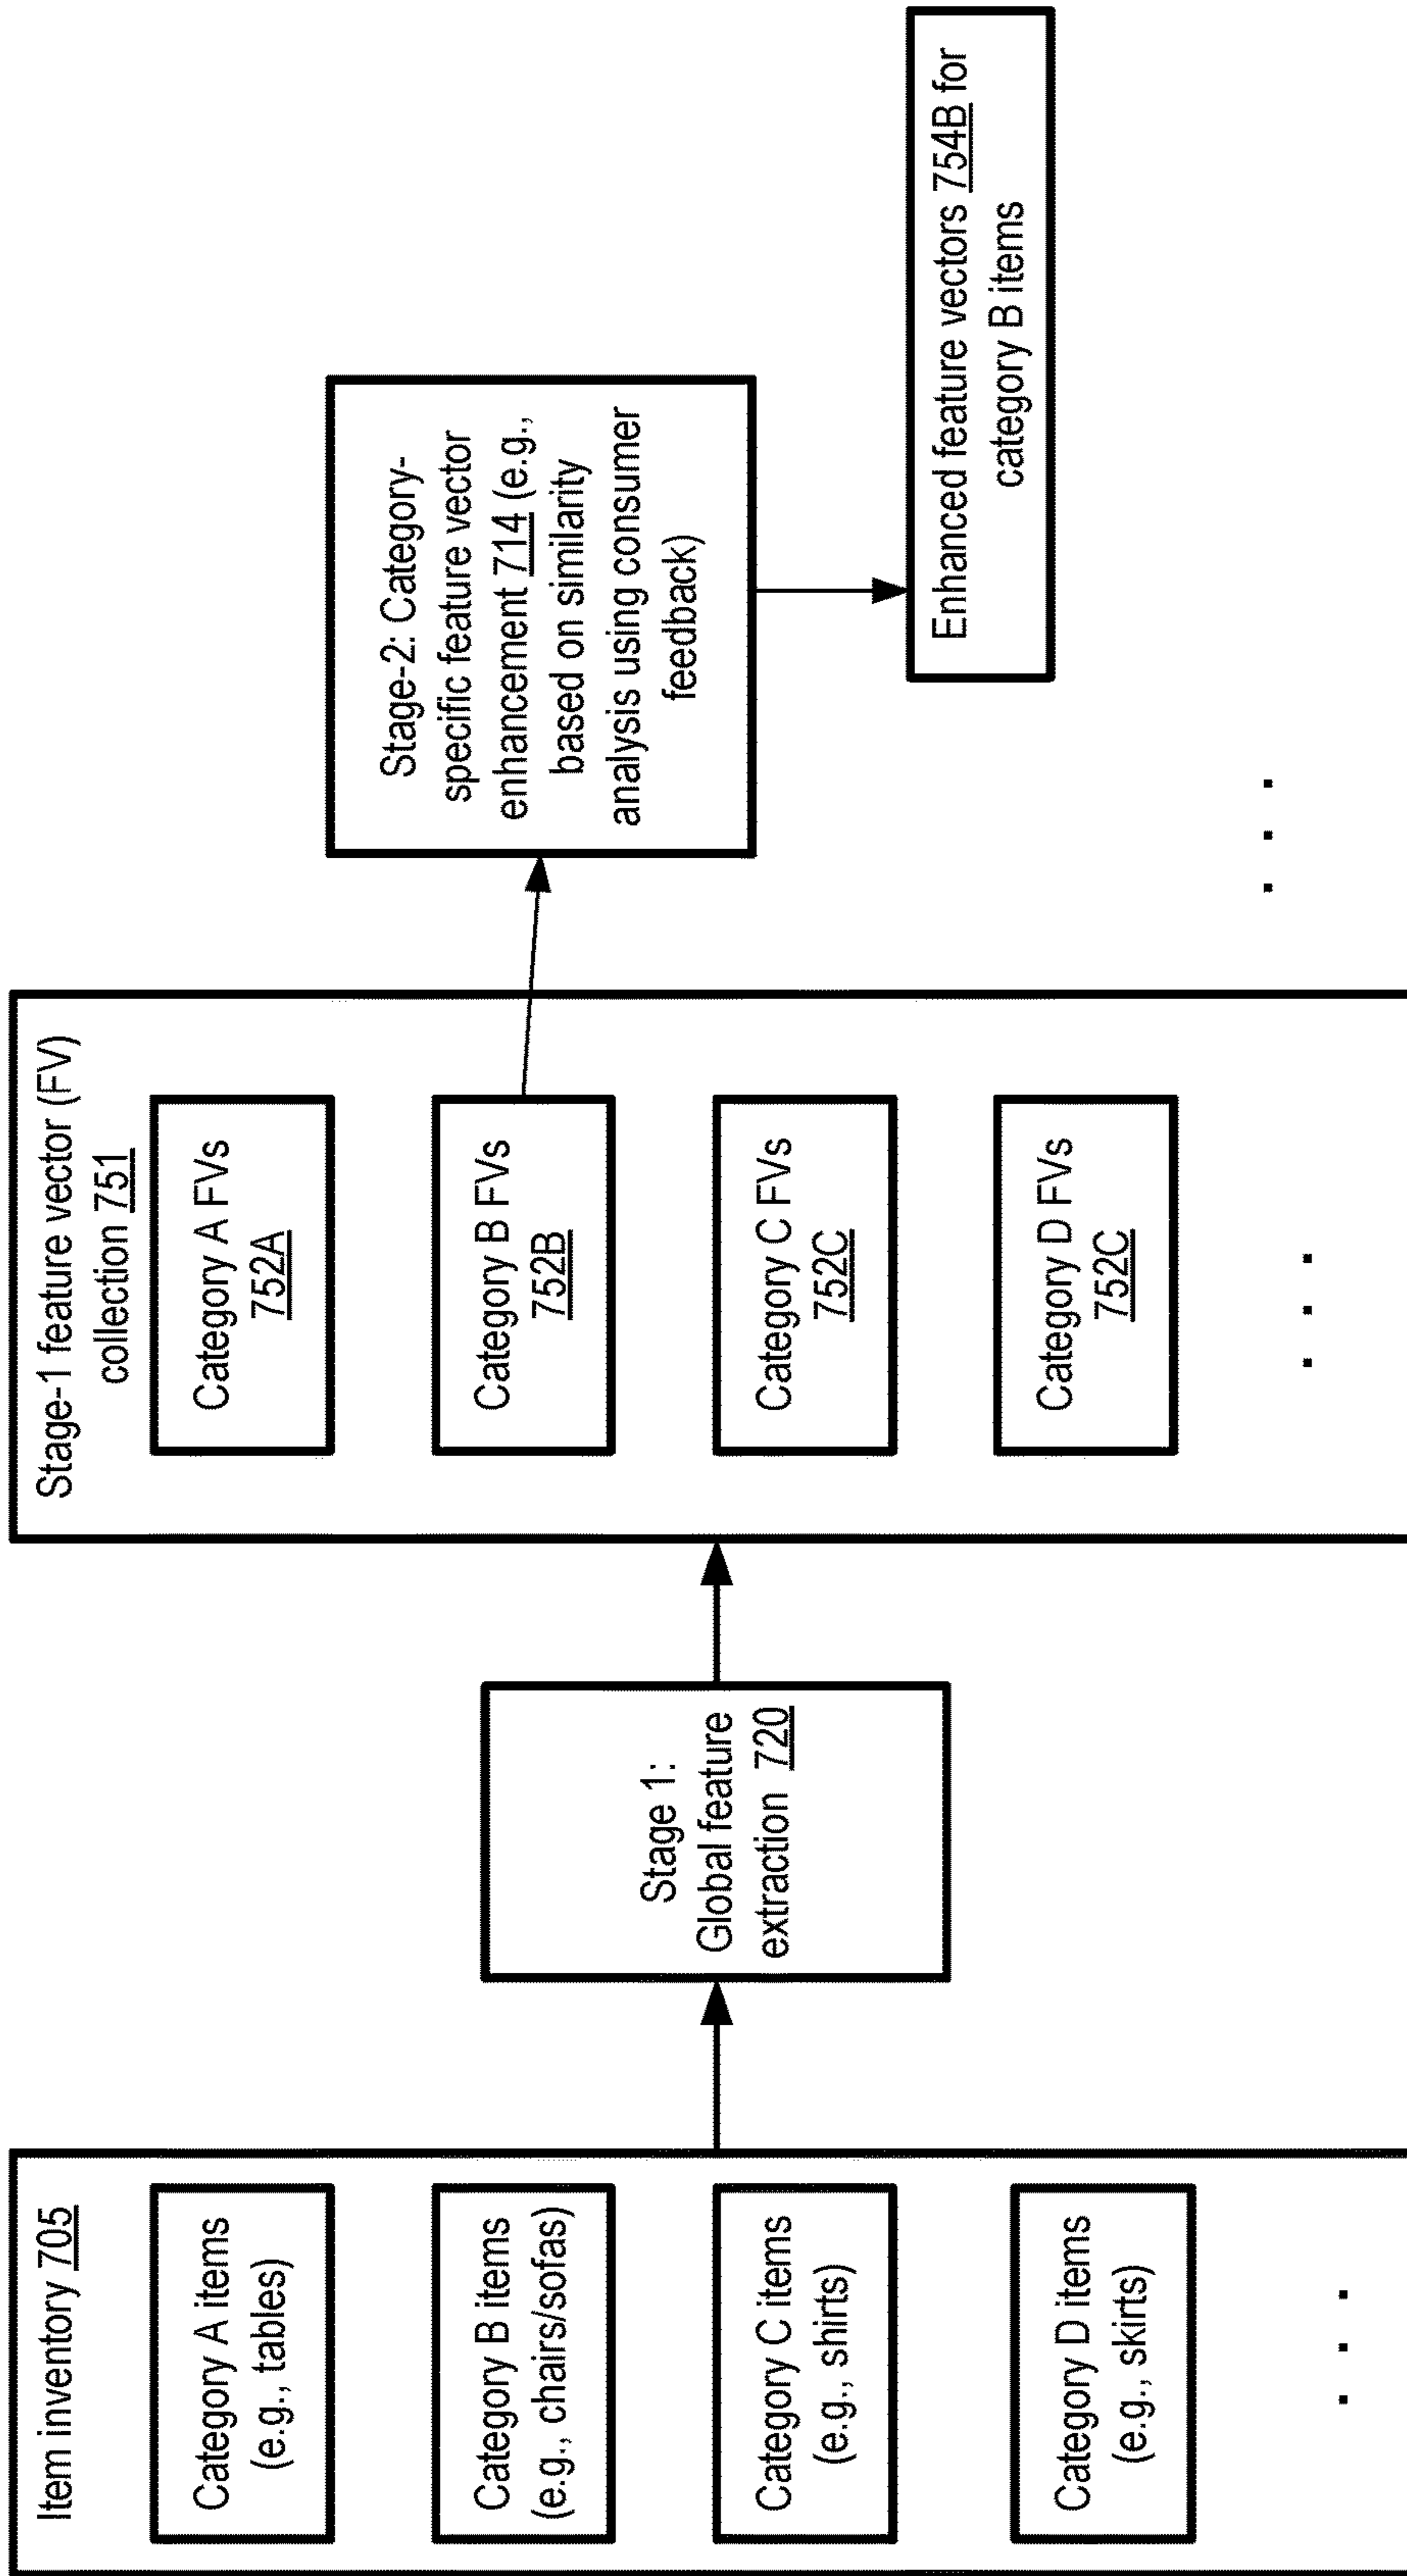 Item inventory 705
Category A items
(e.g., tables)
Category B items
(e.g., chairs/sofas)
Category C items
(e.g., shirts)
Category D items
(e.g., skirts)
. . .
Stage 1:
Global feature
extraction 720
Stage-1 feature vector (FV)
collection 751
Category A FVs
752A
Category B FVs
752B
Category C FVs
752C
Category D FVs
752C
. . .
Stage-2: Category-
specific feature vector
enhancement 714 (e.g.,
based on similarity
analysis using consumer
feedback)
Enhanced feature vectors 754B for
category B items
. . .